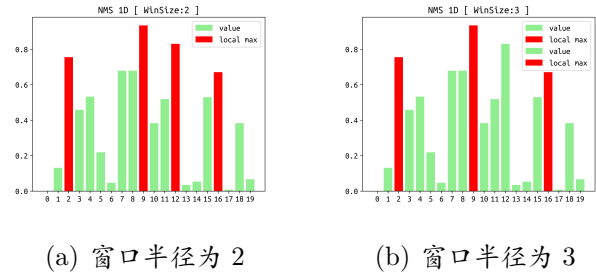 NMS 1D [ WinSize:2 ]
value
local max
0.8
0.6
0.4
0.2
0.0
0 1 2 3 4 5 6 7 8 9 10 11 12 13 14 15 16 17 18 19
(a) 窗口半径为 2
NMS 1D [ WinSize:3 ]
value
local max
value
local max
0.8
0.6
0.4
0.2
0.0
0 1 2 3 4 5 6 7 8 9 10 11 12 13 14 15 16 17 18 19
(b) 窗口半径为 3